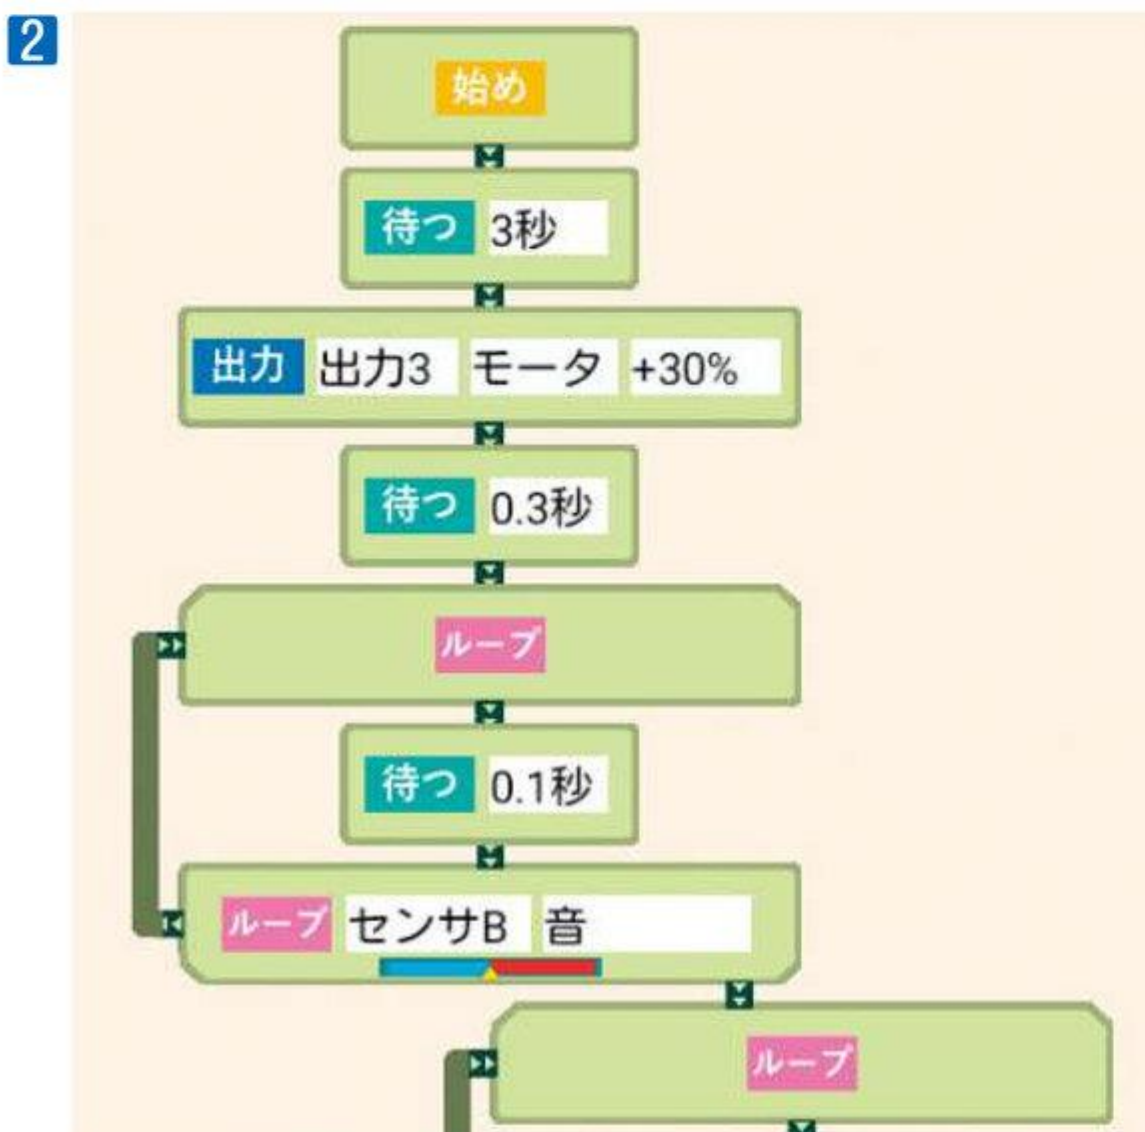 2
始め
待つ 3秒
出力 出力3 モータ +30%
待つ 0.3秒
ループ
待つ 0.1秒
ループ センサB 音
ループ